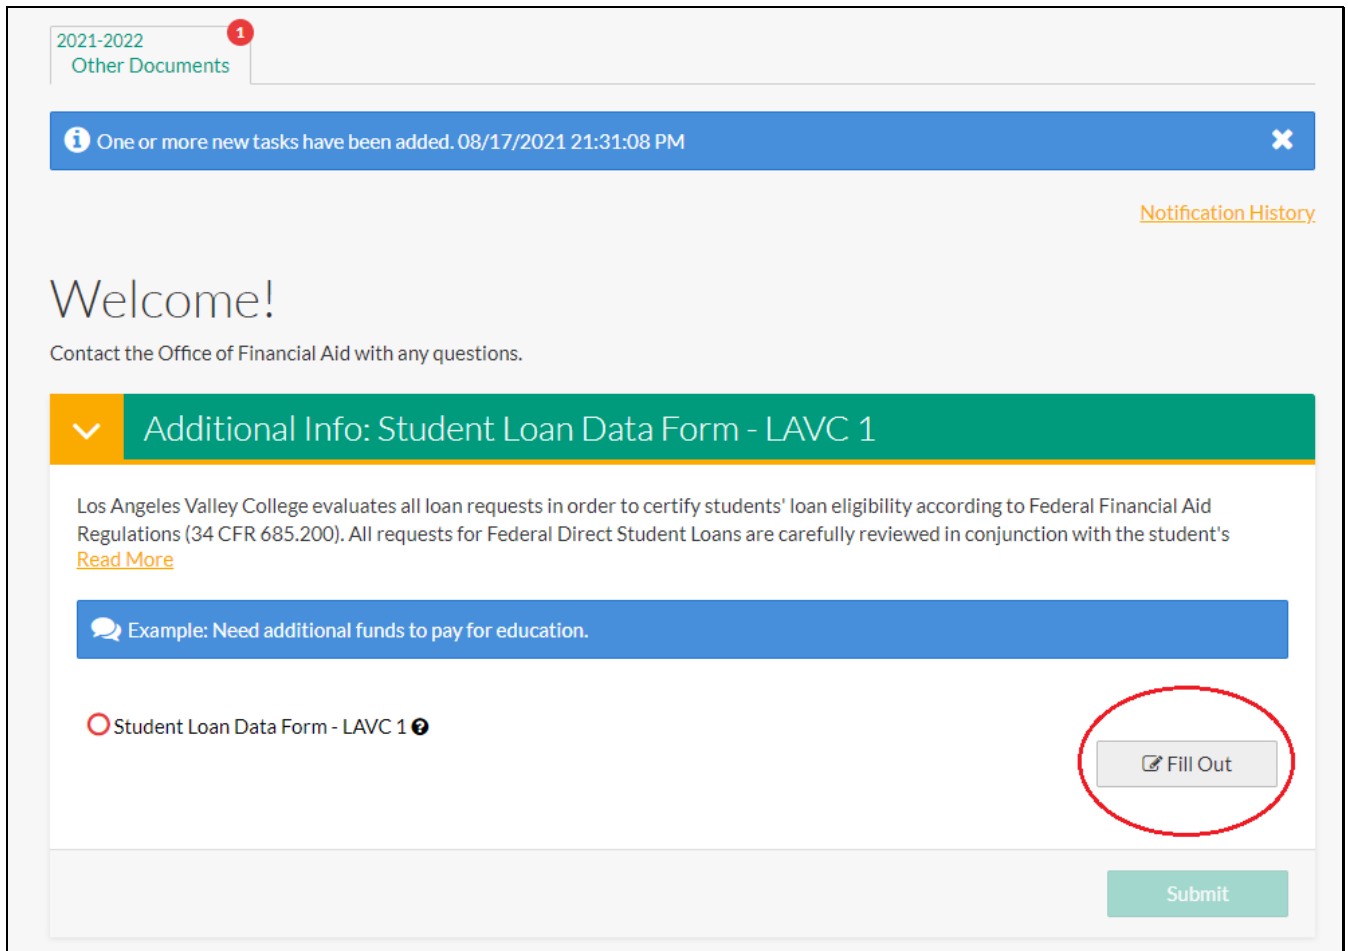 2021-2022
1
Other Documents
One or more new tasks have been added. 08/17/2021 21:31:08 PM
Notification History
Welcome!
Contact the Office of Financial Aid with any questions.
Additional Info: Student Loan Data Form - LAVC 1
Los Angeles Valley College evaluates all loan requests in order to certify students' loan eligibility according to Federal Financial Aid
Regulations (34 CFR 685.200). All requests for Federal Direct Student Loans are carefully reviewed in conjunction with the student's
Read More
Example: Need additional funds to pay for education.
Student Loan Data Form - LAVC 1
Fill Out
Submit